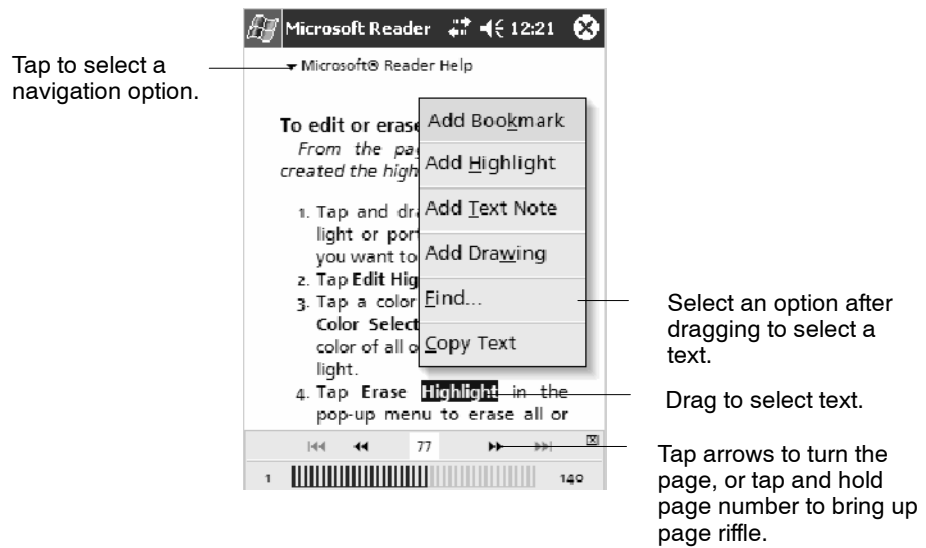 Microsoft Reader 12:21
Tap to select a
navigation option.
Microsoft® Reader Help
To edit or erase
From the pa
created the high
1. Tap and dra
light or port
you want to
2. Tap Edit Hig
3. Tap a color
Color Select
color of all o
light.
4. Tap Erase Highlight in the
pop-up menu to erase all or
Add Bookmark
Add Highlight
Add Text Note
Add Drawing
Find...
Copy Text
Select an option after
dragging to select a
text.
Drag to select text.
77
1 149
Tap arrows to turn the
page, or tap and hold
page number to bring up
page riffle.